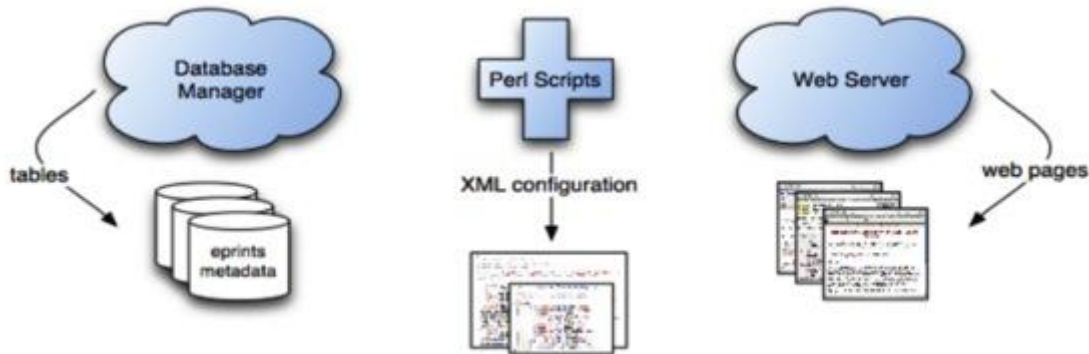 Database
Manager
Perl Scripts
Web Server
tables
XML configuration
web pages
eprints
metadata